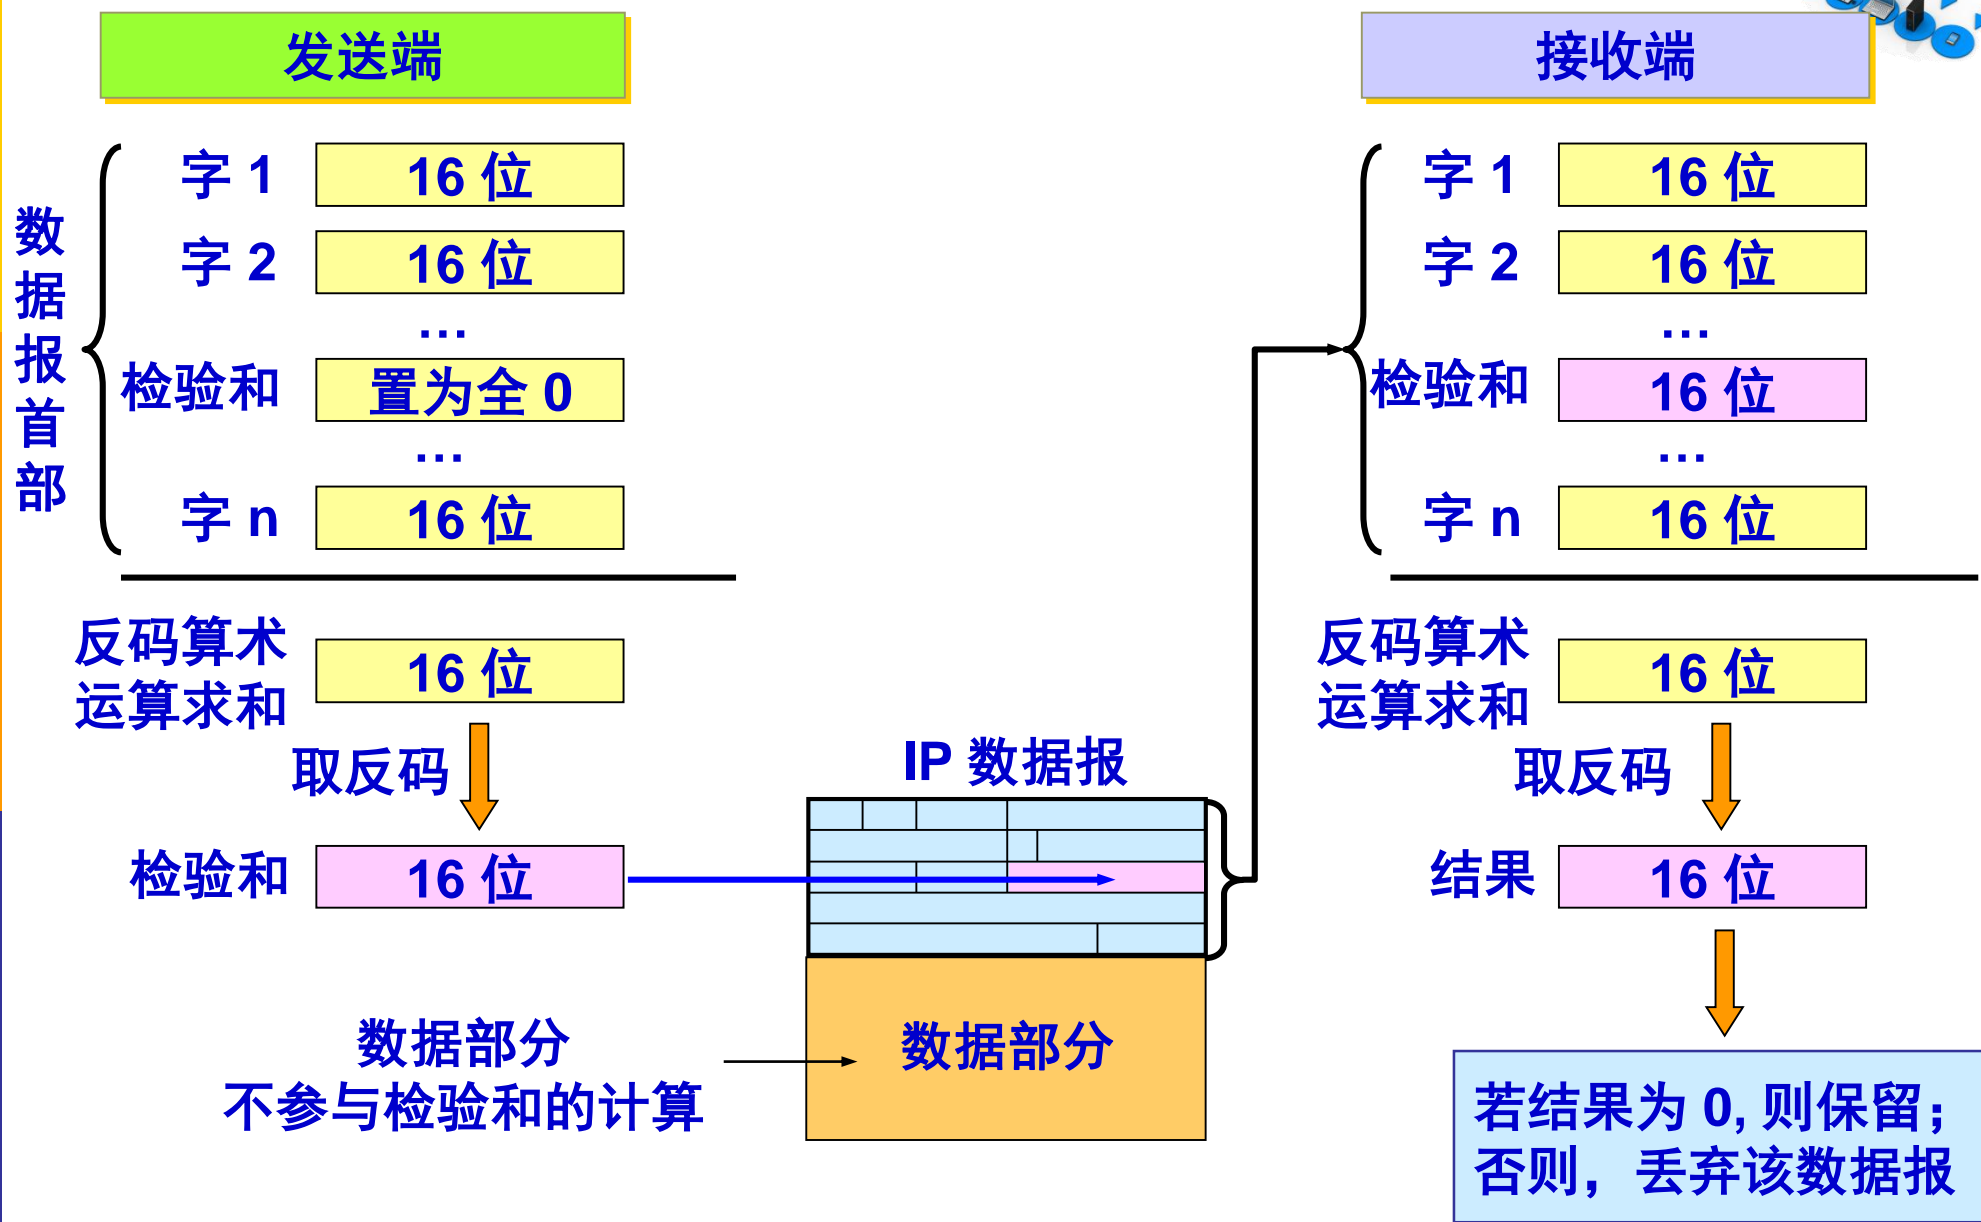 发送端
接收端
数据报首部
字 1
16 位
字 2
16 位
…
检验和
置为全 0
…
字 n
16 位
反码算术
运算求和
16 位
取反码
检验和
16 位
数据部分
不参与检验和的计算
IP 数据报
数据部分
字 1
16 位
字 2
16 位
…
检验和
16 位
…
字 n
16 位
反码算术
运算求和
16 位
取反码
结果
16 位
若结果为 0, 则保留；
否则，丢弃该数据报